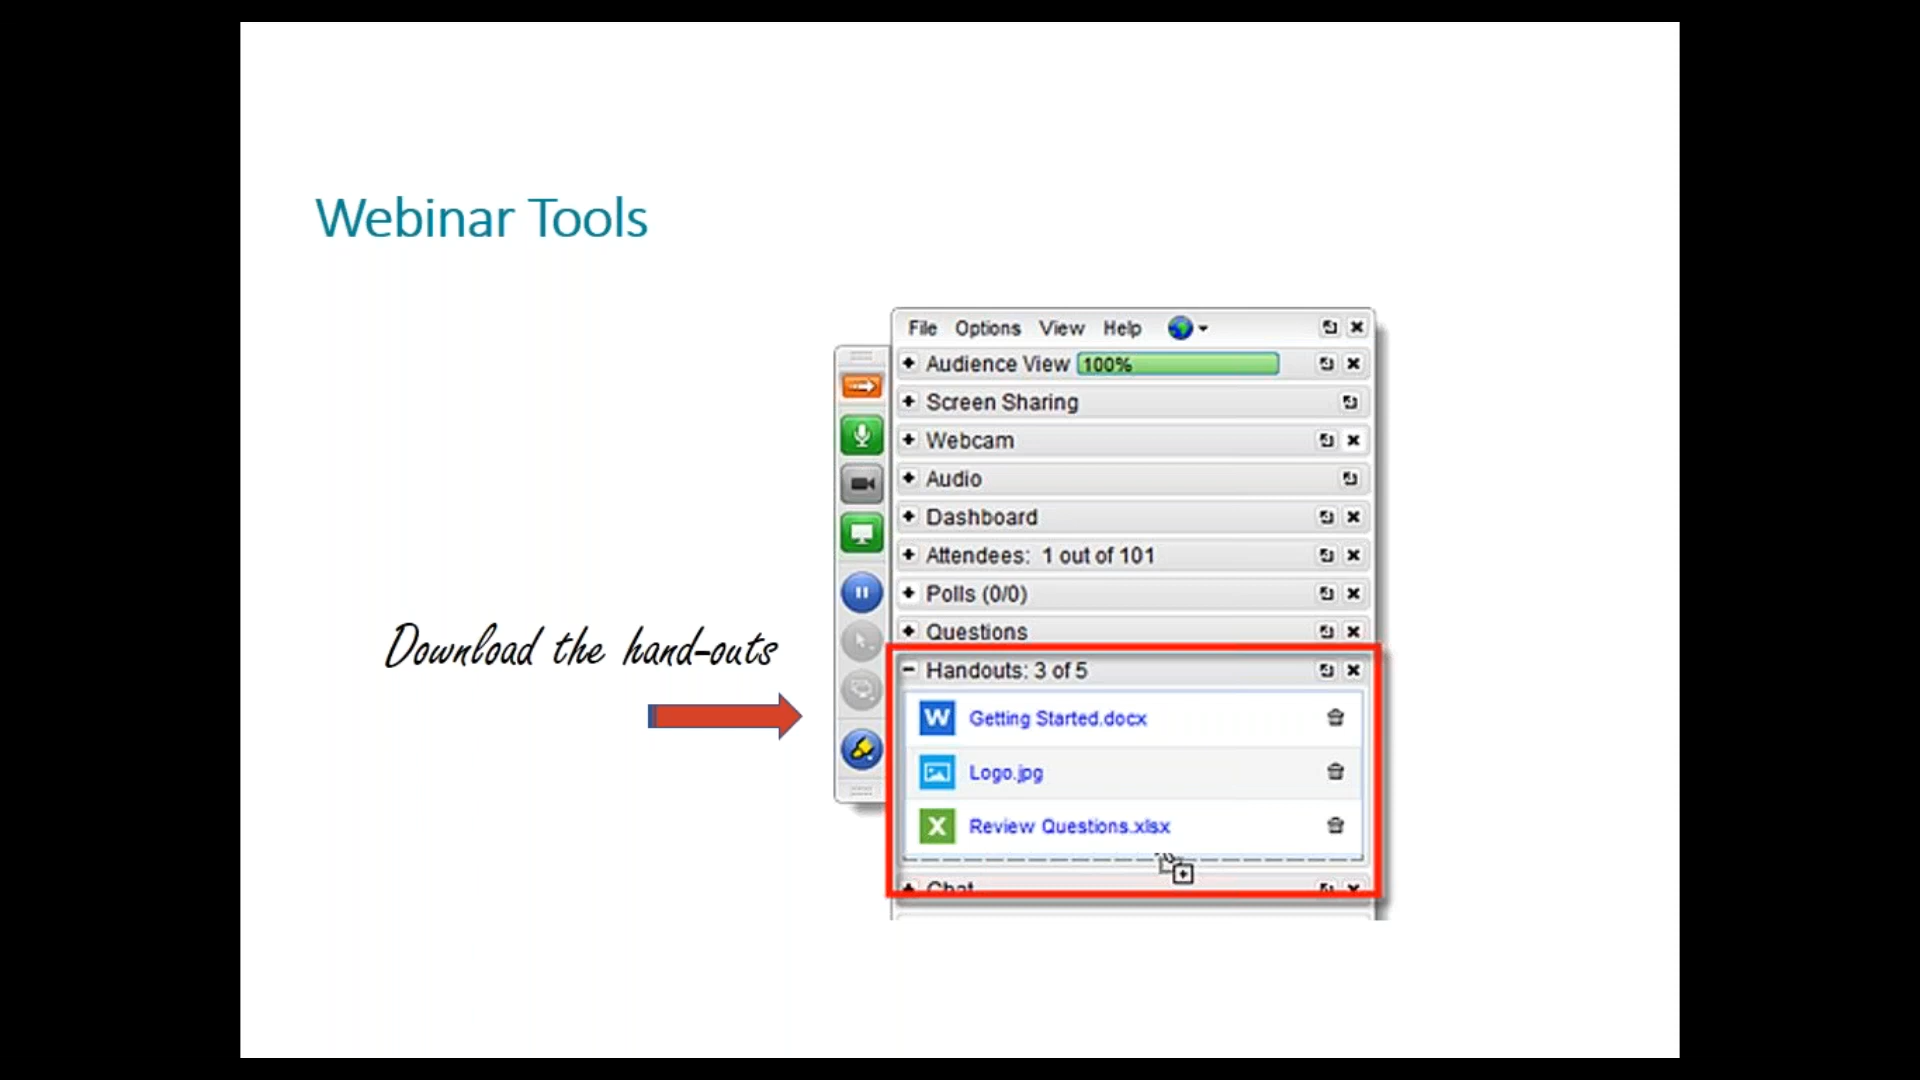 Webinar Tools
File Options View Help
Audience View 100%
Screen Sharing
Webcam
Audio
Dashboard
Attendees: 1 out of 101
Polls (0/0)
Questions
Download the hand-outs
Handouts: 3 of 5
Getting Started.docx
Logo.jpg
Review Questions.xlsx
Chat